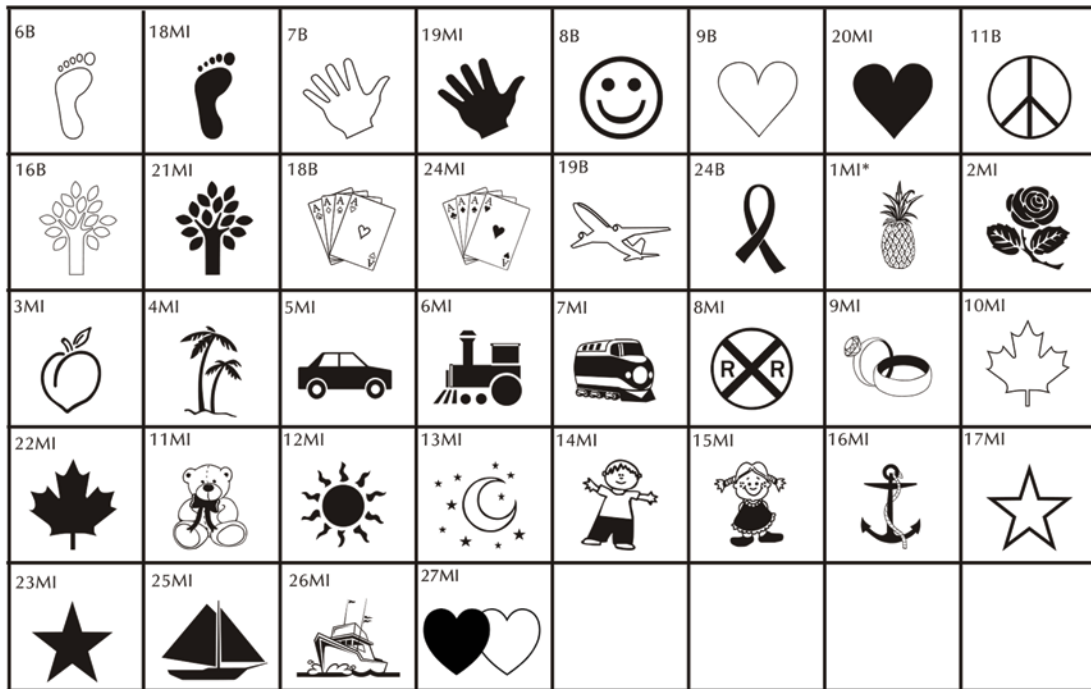 6B 18MI 7B 19MI 8B 9B 20MI 11B
16B 21MI 18B 24MI 19B 24B 1MI* 2MI
A A A A A A A A A A
3MI 4MI 5MI 6MI 7MI 8MI 9MI 10MI
R R
22MI 11MI 12MI 13MI 14MI 15MI 16MI 17MI
23MI 25MI 26MI 27MI